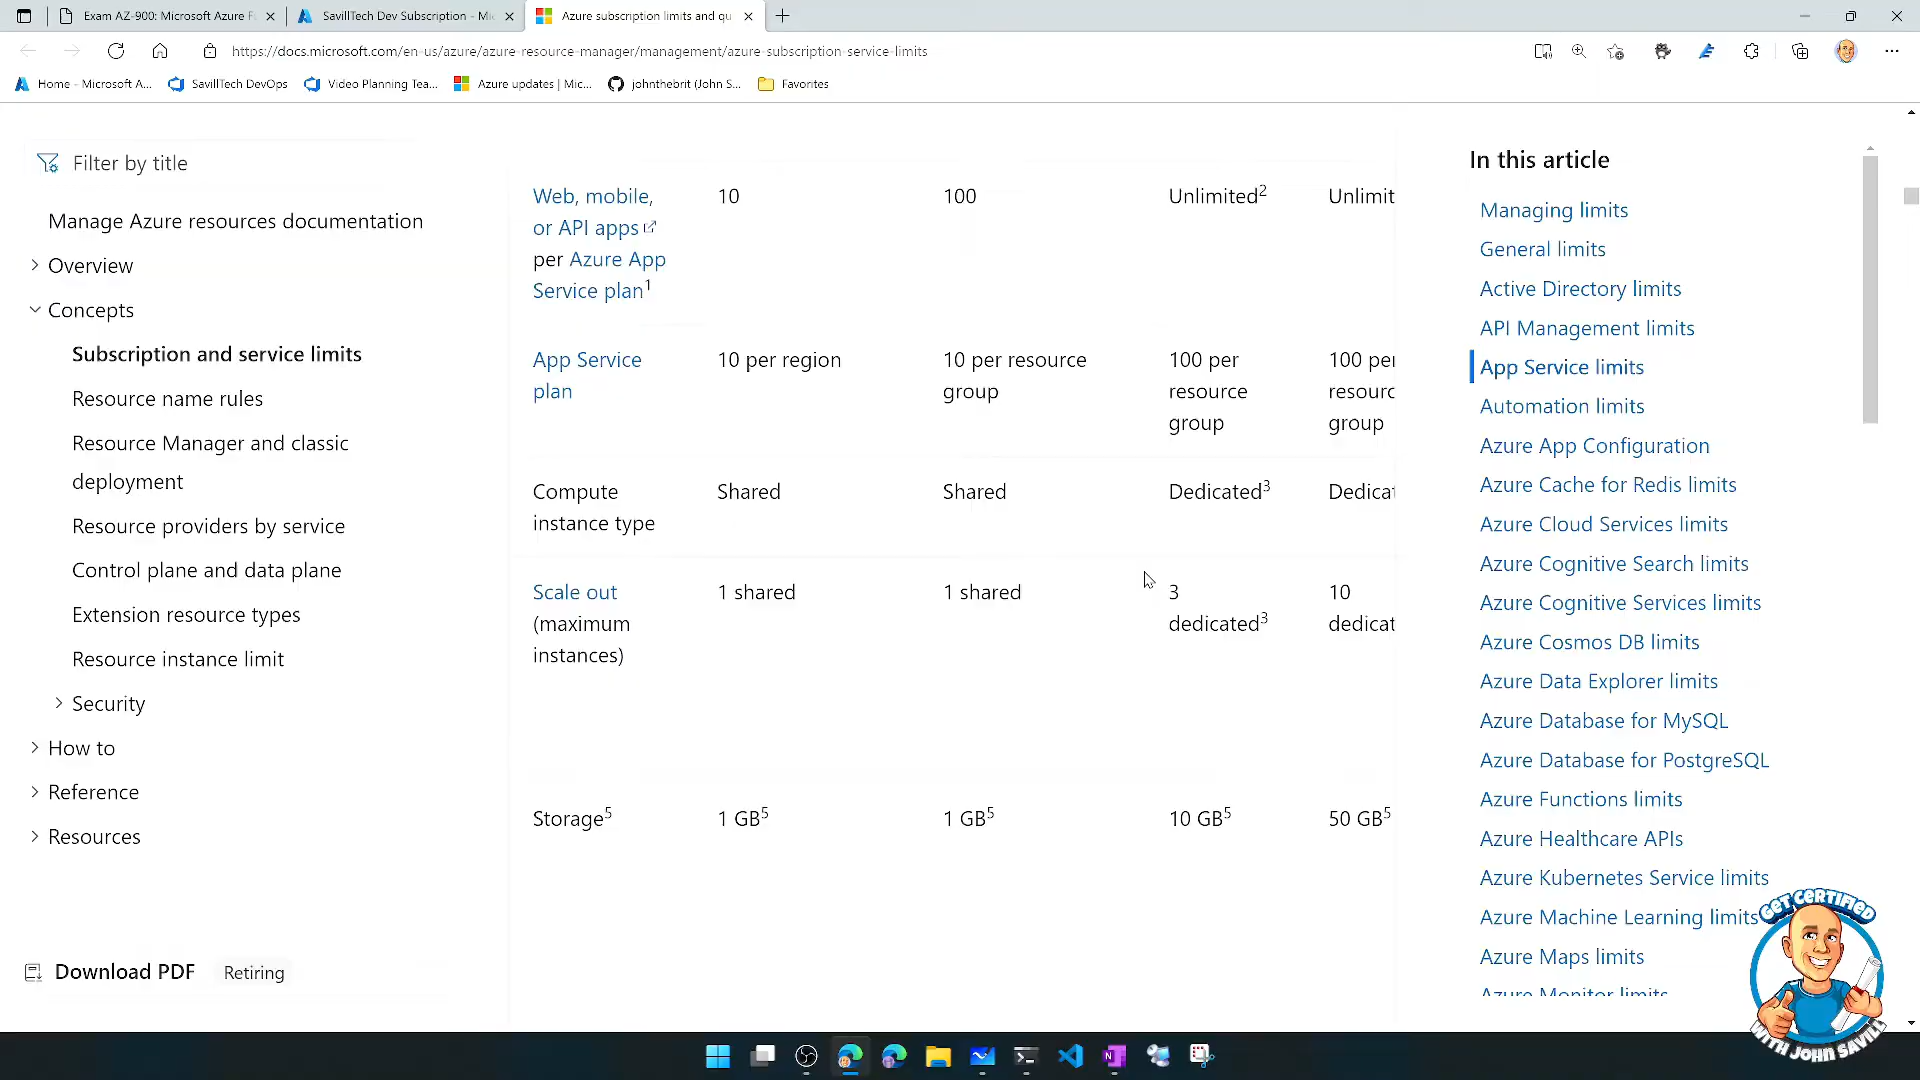 Exam AZ-900: Microsoft Azure F
SavillTech Dev Subscription - Mi
Azure subscription limits and qu
https://docs.microsoft.com/en-us/azure/azure-resource-manager/management/azure-subscription-service-limits
Home - Microsoft A...
SavillTech DevOps
Video Planning Tea...
Azure updates | Mic...
johnthebrit (John S...
Favorites
Filter by title
Manage Azure resources documentation
Overview
Concepts
Subscription and service limits
Resource name rules
Resource Manager and classic
deployment
Resource providers by service
Control plane and data plane
Extension resource types
Resource instance limit
Security
How to
Reference
Resources
Download PDF
Retiring
Web, mobile,
or API apps
per Azure App
Service plan1
10
100
Unlimited2
Unlimit
App Service
plan
10 per region
10 per resource
group
100 per
resource
group
100 per
resourc
group
Compute
instance type
Shared
Shared
Dedicated3
Dedicat
Scale out
(maximum
instances)
1 shared
1 shared
3
dedicated3
10
dedicat
Storage5
1 GB5
1 GB5
10 GB5
50 GB5
In this article
Managing limits
General limits
Active Directory limits
API Management limits
App Service limits
Automation limits
Azure App Configuration
Azure Cache for Redis limits
Azure Cloud Services limits
Azure Cognitive Search limits
Azure Cognitive Services limits
Azure Cosmos DB limits
Azure Data Explorer limits
Azure Database for MySQL
Azure Database for PostgreSQL
Azure Functions limits
Azure Healthcare APIs
Azure Kubernetes Service limits
Azure Machine Learning limits
Azure Maps limits
Azure Monitor limits
GET CERTIFIED
WITH JOHN SAVILL